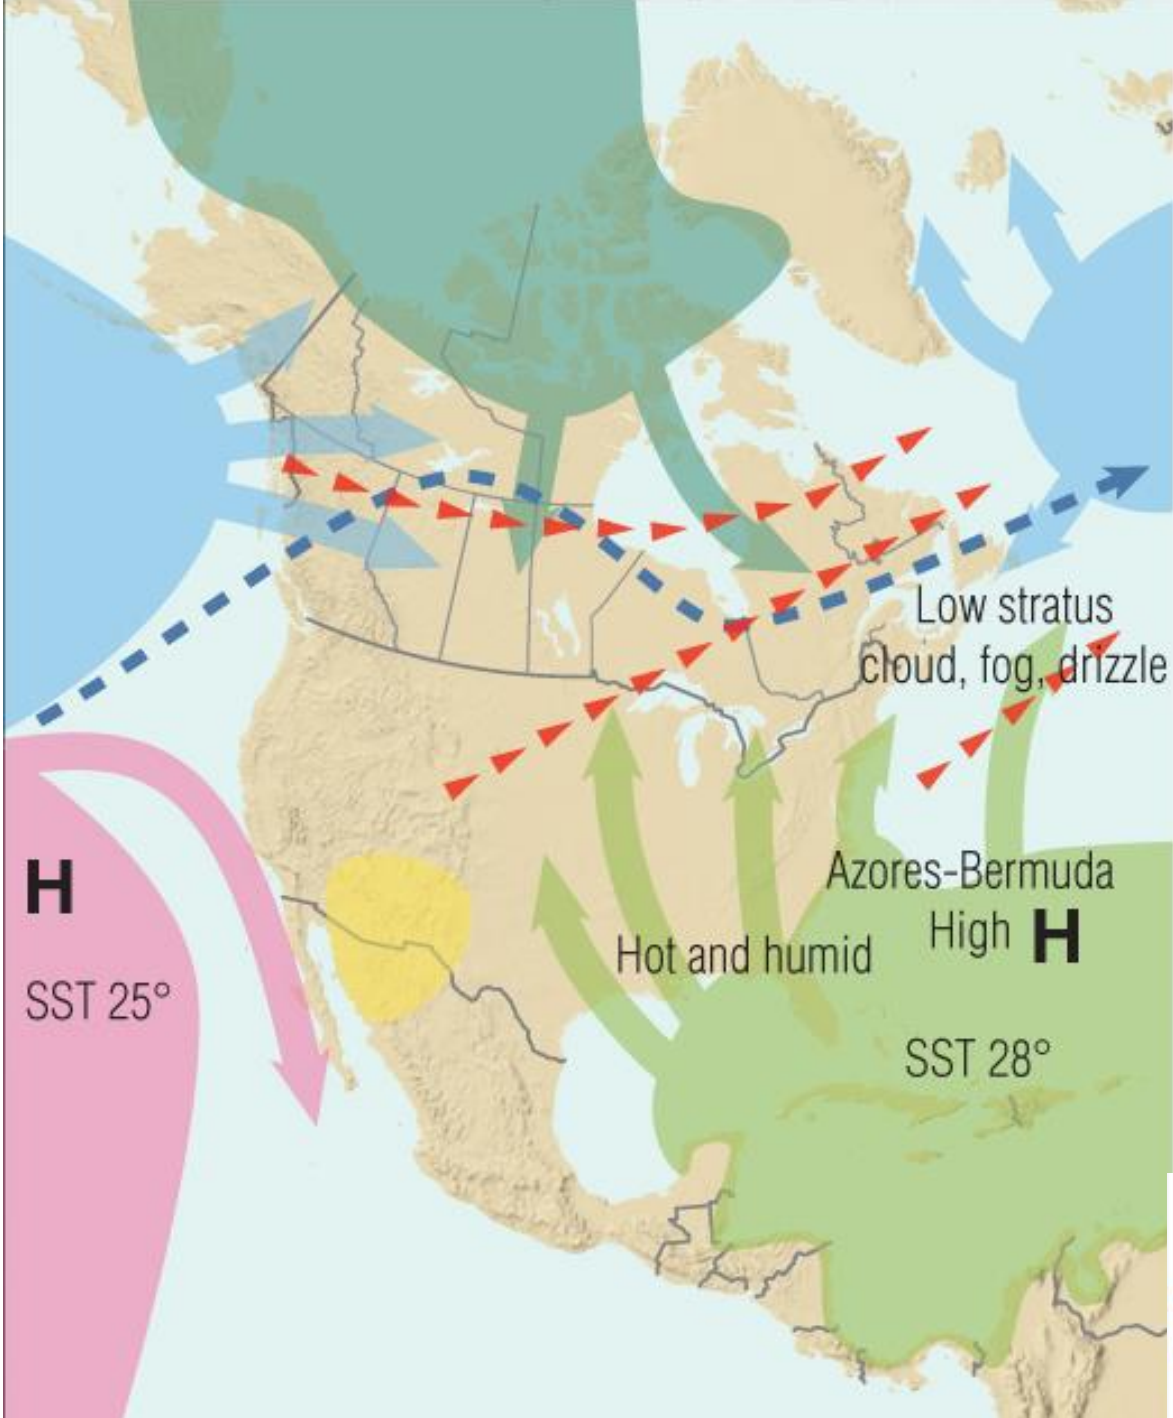 Low stratus
cloud, fog, drizzle
H
SST 25°
Azores-Bermuda
High H
Hot and humid
SST 28°